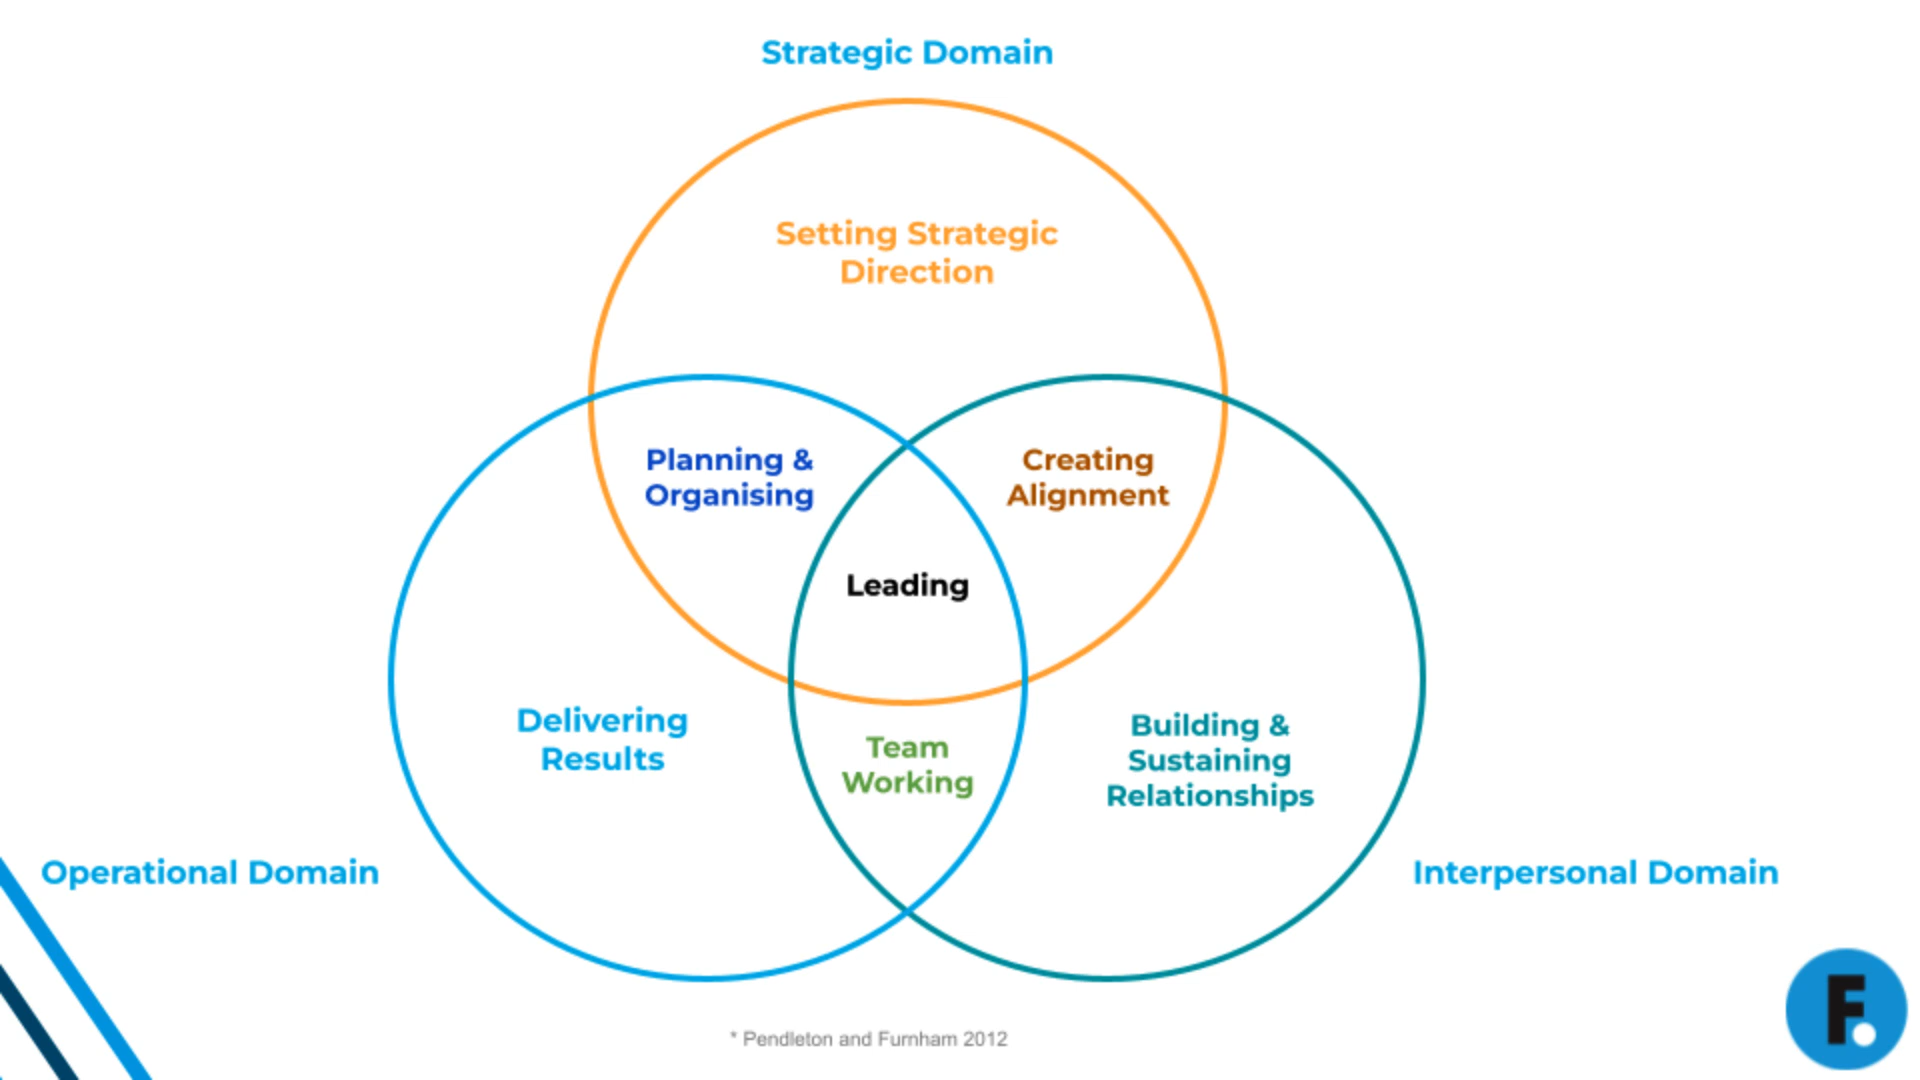 Strategic Domain
Setting Strategic
Direction
Planning &
Organising
Creating
Alignment
Leading
Delivering
Results
Team
Working
Building &
Sustaining
Relationships
Operational Domain
Interpersonal Domain
* Pendleton and Furnham 2012
F.